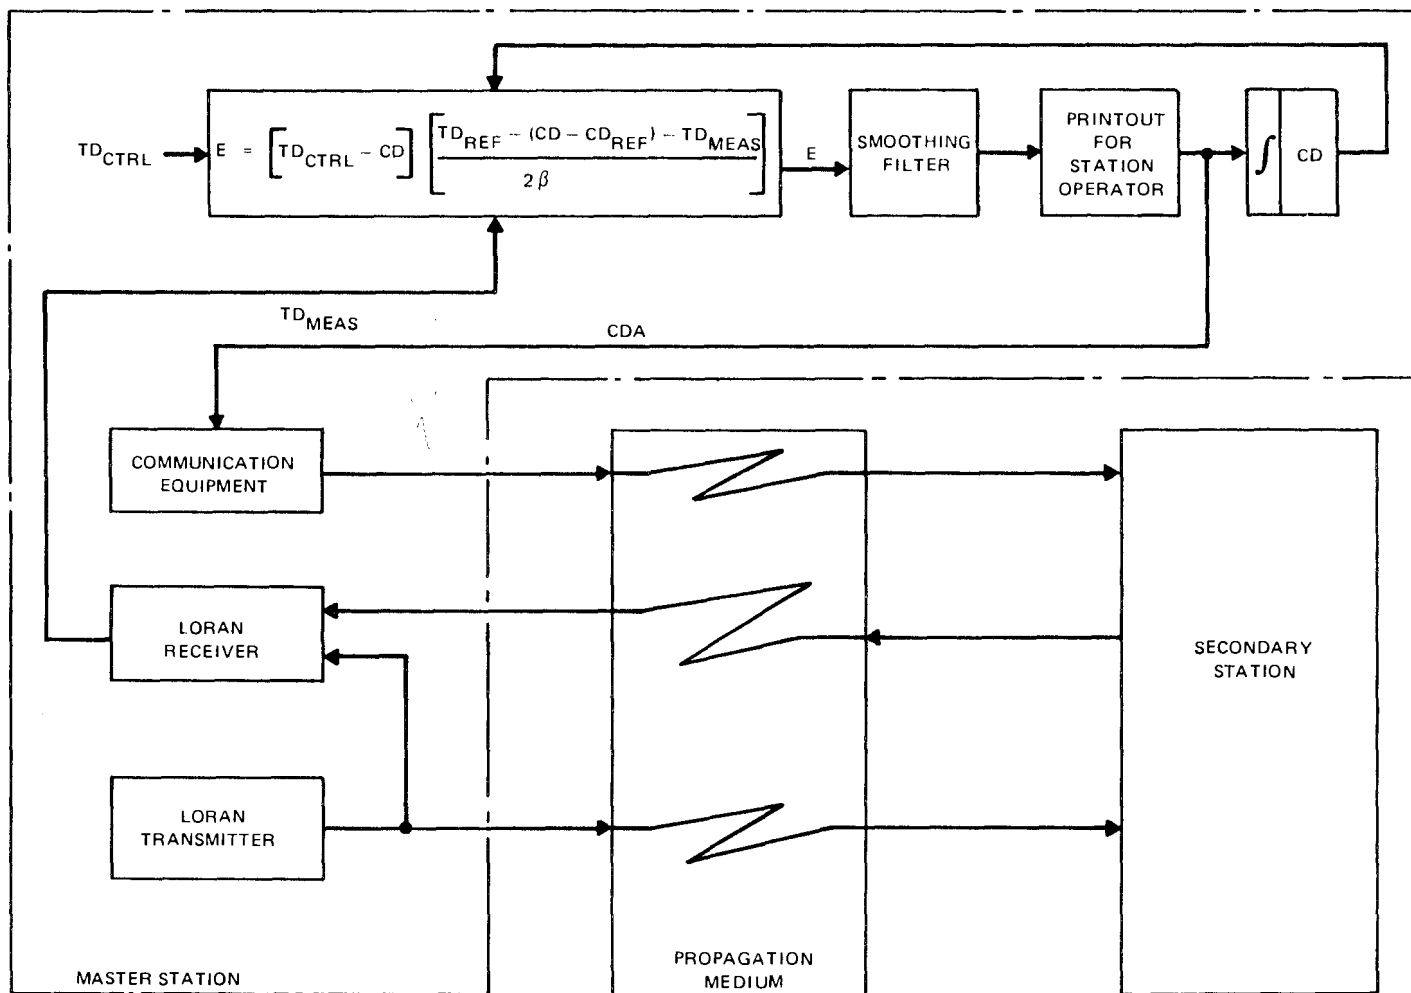 TD_CTRL
E = [TD_CTRL - CD] [TD_REF - (CD - CD_REF) - TD_MEAS / 2β]
E
SMOOTHING
FILTER
PRINTOUT
FOR
STATION
OPERATOR
∫ CD
TD_MEAS
CDA
COMMUNICATION
EQUIPMENT
LORAN
RECEIVER
SECONDARY
STATION
LORAN
TRANSMITTER
MASTER STATION
PROPAGATION
MEDIUM